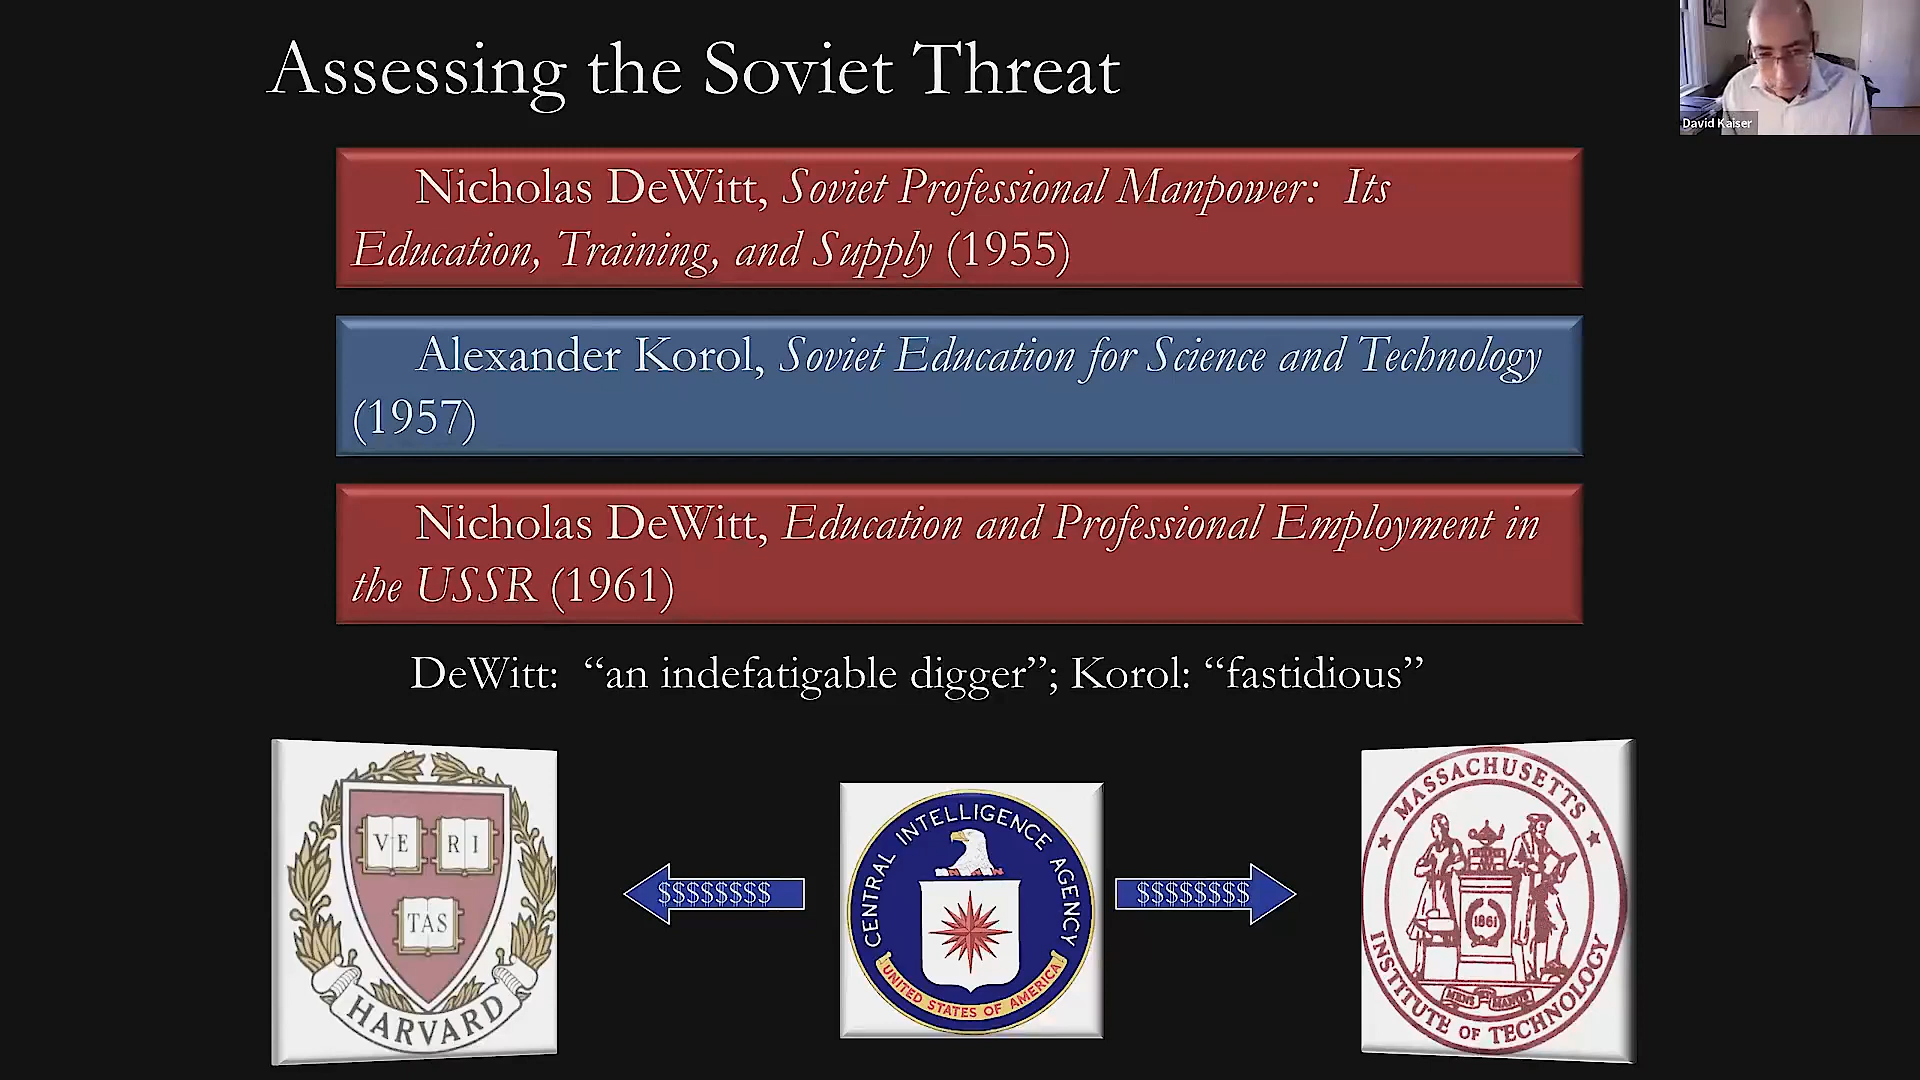 Assessing the Soviet Threat
David Kaiser
Nicholas DeWitt, Soviet Professional Manpower: Its
Education, Training, and Supply (1955)
Alexander Korol, Soviet Education for Science and Technology
(1957)
Nicholas DeWitt, Education and Professional Employment in
the USSR (1961)
DeWitt: “an indefatigable digger”; Korol: “fastidious”
VE RI
TAS
HARVARD
$$$$$$$$
CENTRAL INTELLIGENCE AGENCY
UNITED STATES OF AMERICA
$$$$$$$$
MASSACHUSETTS
1861
MENS ET MANUS
INSTITUTE OF TECHNOLOGY